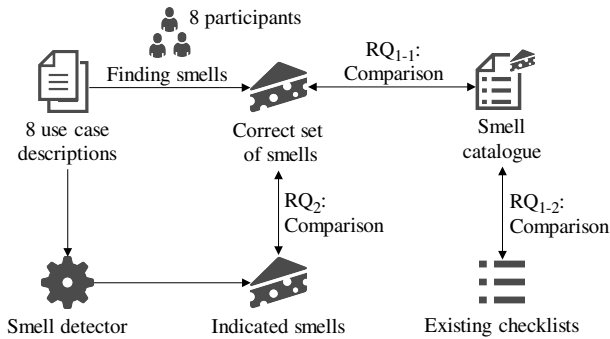 8 participants
Finding smells
RQ1-1:
Comparison
8 use case
descriptions
Correct set
of smells
Smell
catalogue
RQ2:
Comparison
RQ1-2:
Comparison
Smell detector
Indicated smells
Existing checklists